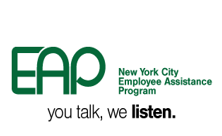 EAP
New York City
Employee Assistance
Program
you talk, we listen.